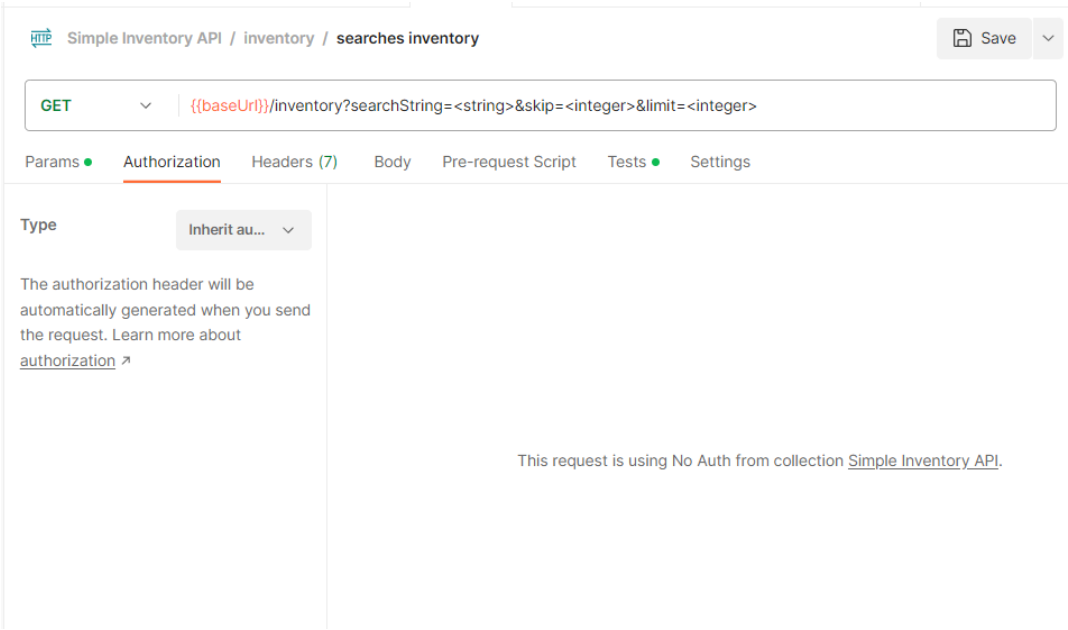 HTTP Simple Inventory API / inventory / searches inventory Save
GET {{baseUrl}}/inventory?searchString=<string>&skip=<integer>&limit=<integer>
Params Authorization Headers (7) Body Pre-request Script Tests Settings
Type Inherit au...
The authorization header will be
automatically generated when you send
the request. Learn more about
authorization ↗
This request is using No Auth from collection Simple Inventory API.